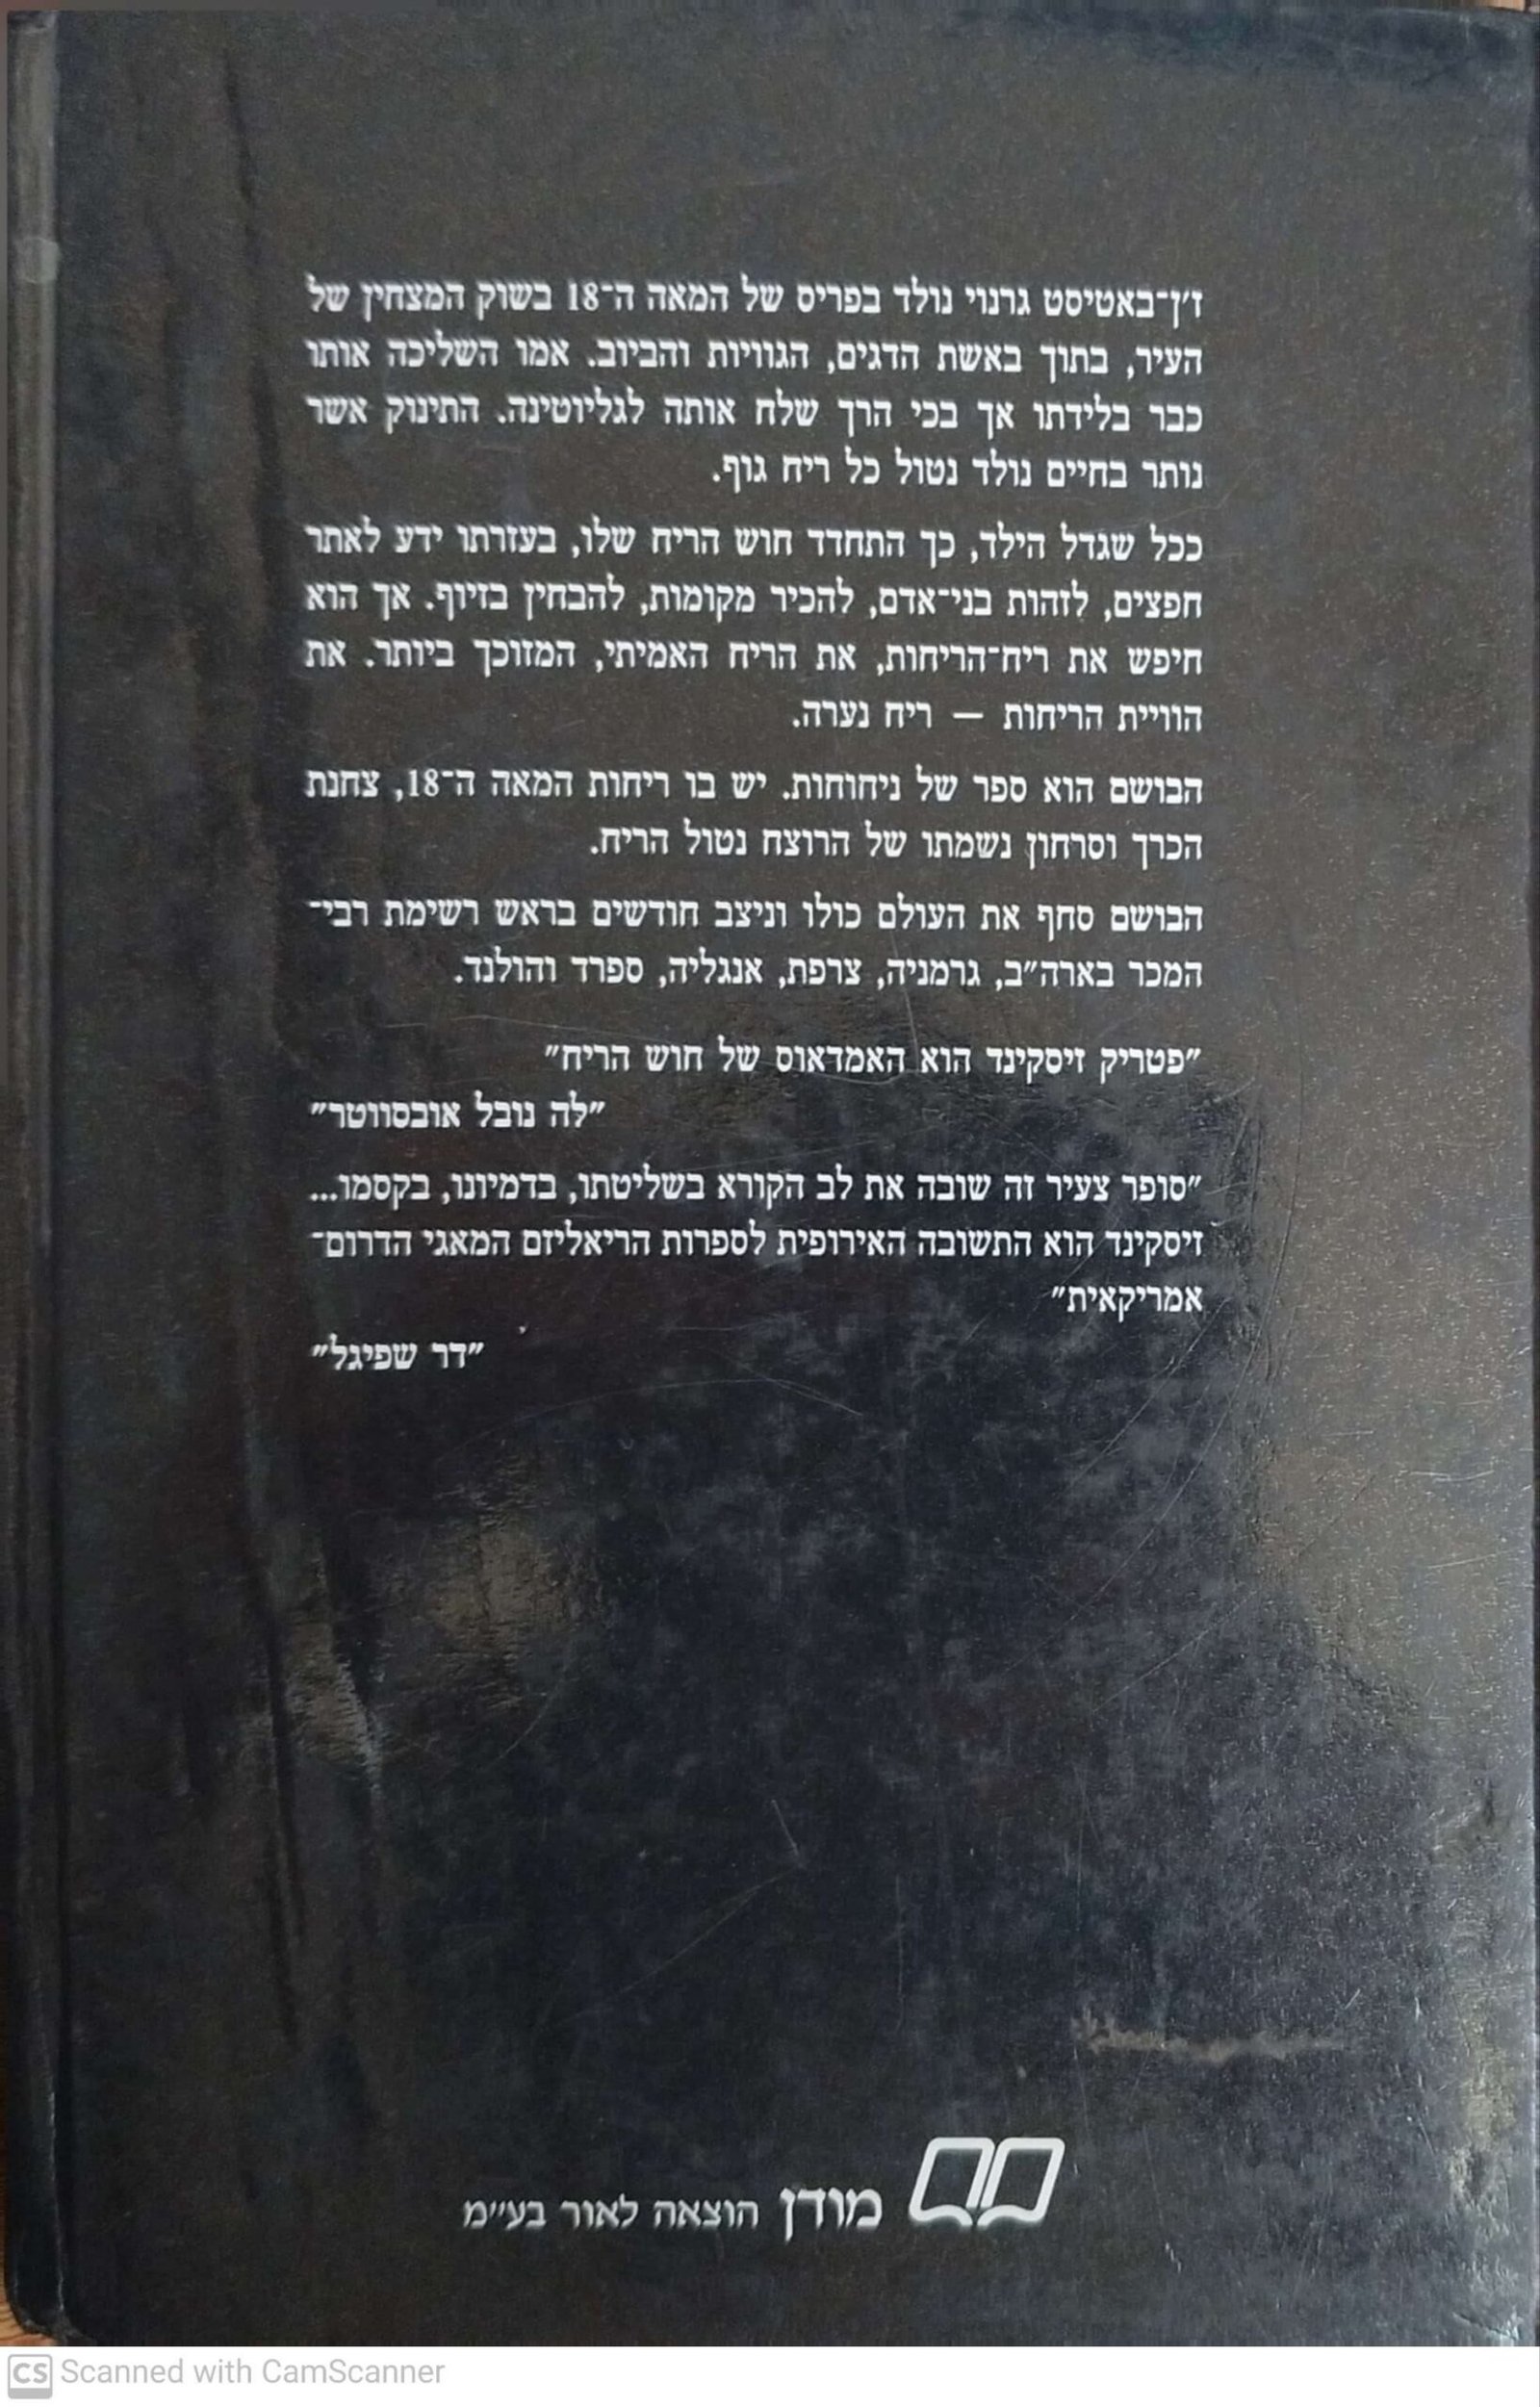 ז'ן־באטיסט גרנוי נולד בפריס של המאה ה־18 בשוק המצחין של
העיר, בתוך באשת הדגים, הגוויות והביוב. אמו השליכה אותו
כבר בלידתו אך בכי הרך שלח אותה לגליוטינה. התינוק אשר
נותר בחיים נולד נטול כל ריח גוף.
ככל שגדל הילד, כך התחדד חוש הריח שלו, בעזרתו ידע לאתר
חפצים, לזהות בני־אדם, להכיר מקומות, להבחין בזיוף. אך הוא
חיפש את ריח־הריחות, את הריח האמיתי, המזוכך ביותר. את
הוויית הריחות — ריח נערה.
הבושם הוא ספר של ניחוחות. יש בו ריחות המאה ה־18, צחנת
הכרך וסרחון נשמתו של הרוצח נטול הריח.
הבושם סחף את העולם כולו וניצב חודשים בראש רשימת רבי־
המכר בארה"ב, גרמניה, צרפת, אנגליה, ספרד והולנד.
"פטריק זיסקינד הוא האמדאוס של חוש הריח"
"לה נובל אובסווטר"
"סופר צעיר זה שובה את לב הקורא בשליטתו, בדמיונו, בקסמו...
זיסקינד הוא התשובה האירופית לספרות הריאליזם המאגי הדרום־
אמריקאית"
"דר שפיגל"
מודן הוצאה לאור בע"מ
CS Scanned with CamScanner